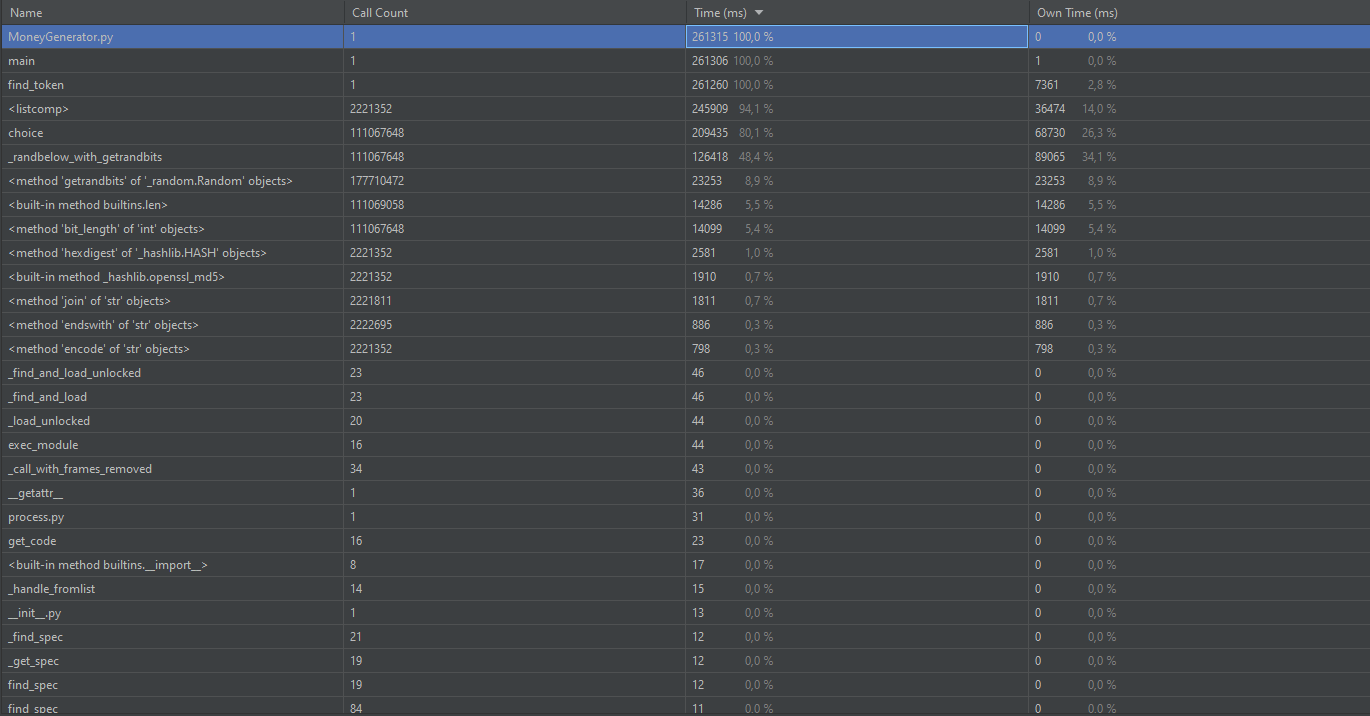 Name Call Count Time (ms) Own Time (ms)
MoneyGenerator.py 1 261315 100,0 % 0 0,0 %
main 1 261306 100,0 % 1 0,0 %
find_token 1 261260 100,0 % 7361 2,8 %
<listcomp> 2221352 245909 94,1 % 36474 14,0 %
choice 111067648 209435 80,1 % 68730 26,3 %
_randbelow_with_getrandbits 111067648 126418 48,4 % 89065 34,1 %
<method 'getrandbits' of '_random.Random' objects> 177710472 23253 8,9 % 23253 8,9 %
<built-in method builtins.len> 111069058 14286 5,5 % 14286 5,5 %
<method 'bit_length' of 'int' objects> 111067648 14099 5,4 % 14099 5,4 %
<method 'hexdigest' of '_hashlib.HASH' objects> 2221352 2581 1,0 % 2581 1,0 %
<built-in method _hashlib.openssl_md5> 2221352 1910 0,7 % 1910 0,7 %
<method 'join' of 'str' objects> 2221811 1811 0,7 % 1811 0,7 %
<method 'endswith' of 'str' objects> 2222695 886 0,3 % 886 0,3 %
<method 'encode' of 'str' objects> 2221352 798 0,3 % 798 0,3 %
_find_and_load_unlocked 23 46 0,0 % 0 0,0 %
_find_and_load 23 46 0,0 % 0 0,0 %
_load_unlocked 20 44 0,0 % 0 0,0 %
exec_module 16 44 0,0 % 0 0,0 %
_call_with_frames_removed 34 43 0,0 % 0 0,0 %
__getattr__ 1 36 0,0 % 0 0,0 %
process.py 1 31 0,0 % 0 0,0 %
get_code 16 23 0,0 % 0 0,0 %
<built-in method builtins.__import__> 8 17 0,0 % 0 0,0 %
_handle_fromlist 14 15 0,0 % 0 0,0 %
__init__.py 1 13 0,0 % 0 0,0 %
_find_spec 21 12 0,0 % 0 0,0 %
_get_spec 19 12 0,0 % 0 0,0 %
find_spec 19 12 0,0 % 0 0,0 %
find_spec 84 11 0,0 % 0 0,0 %